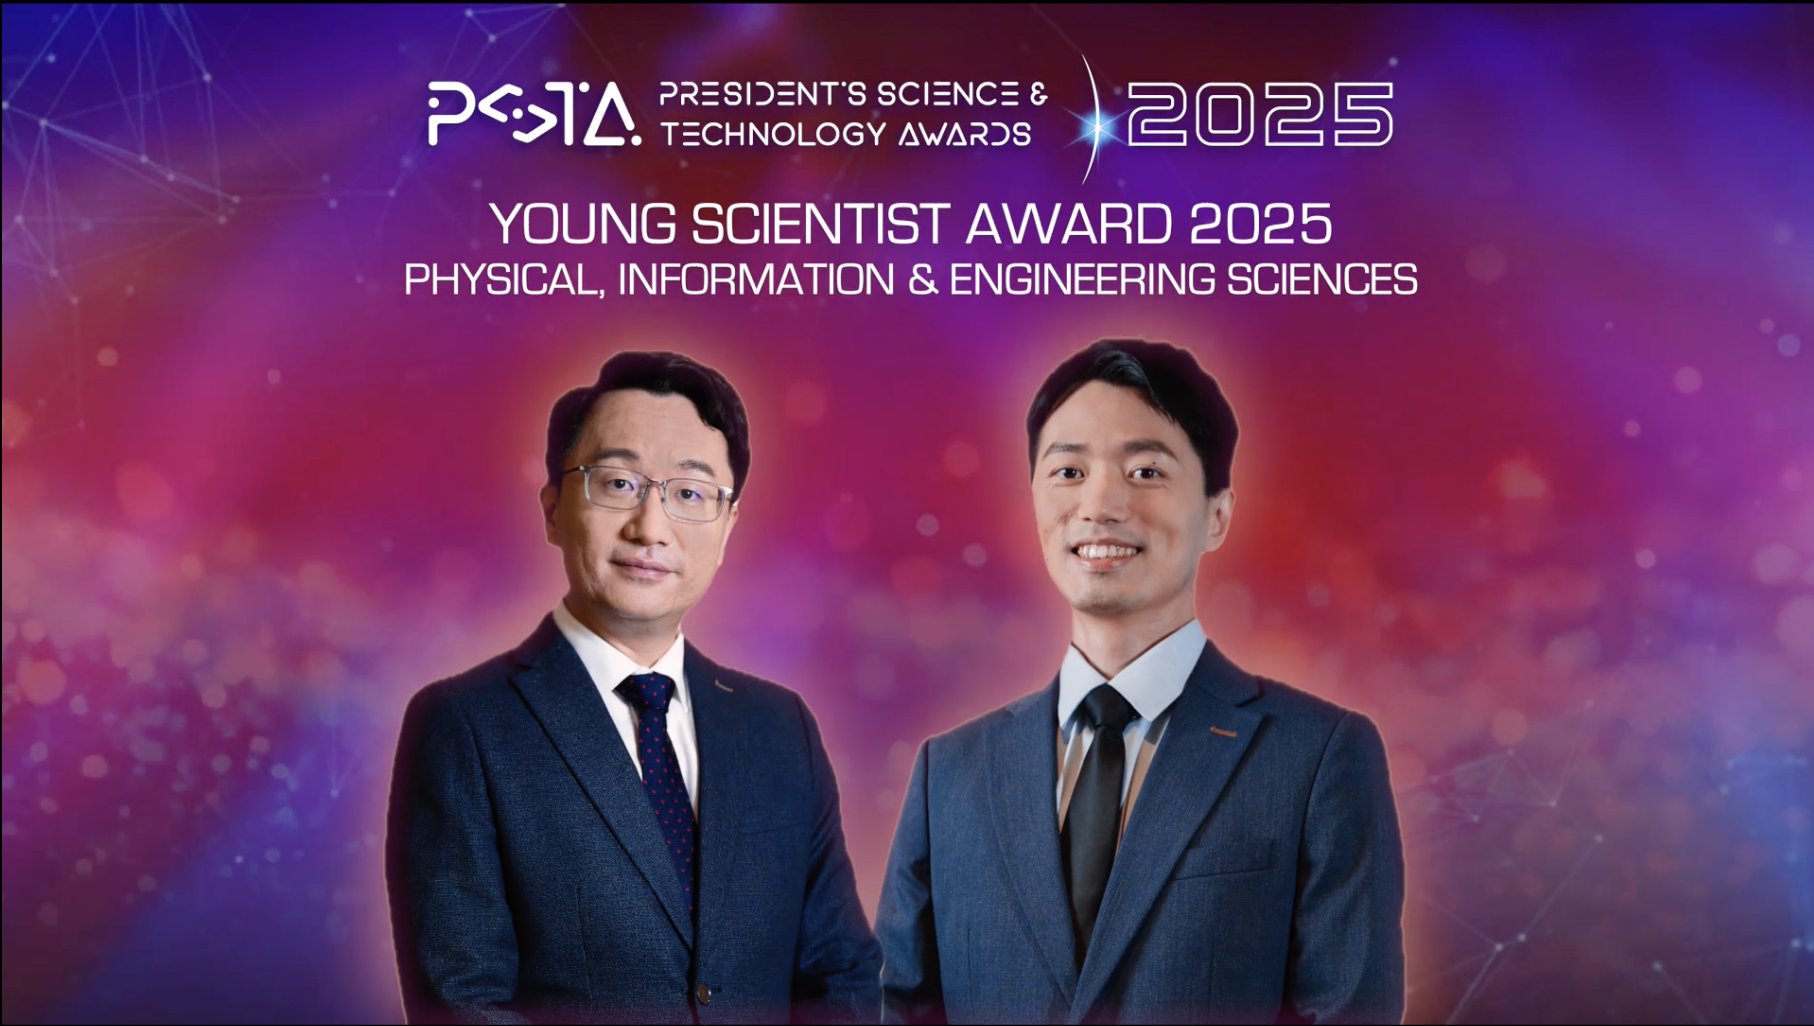 PSTA PRESIDENT'S SCIENCE &
TECHNOLOGY AWARDS 2025
YOUNG SCIENTIST AWARD 2025
PHYSICAL, INFORMATION & ENGINEERING SCIENCES